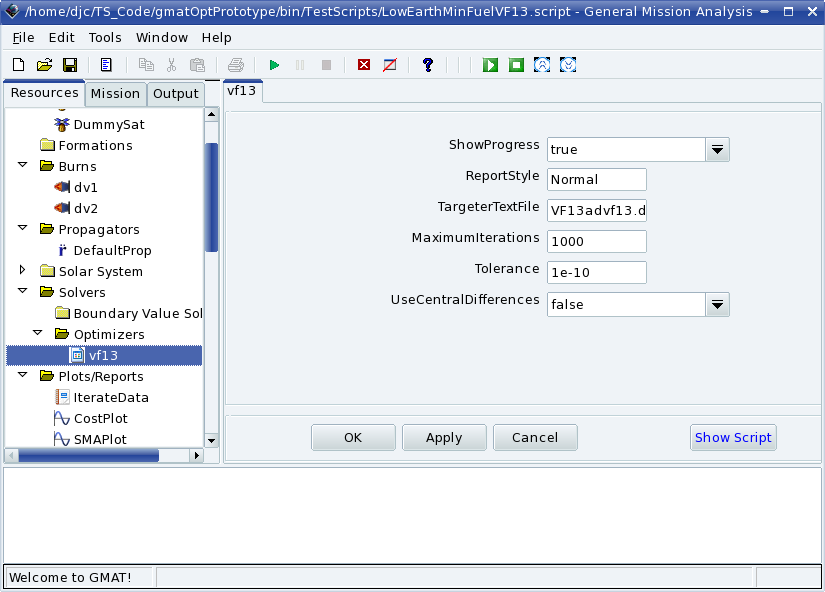 /home/djc/TS_Code/gmatOptPrototype/bin/TestScripts/LowEarthMinFuelVF13.script - General Mission Analysis
File Edit Tools Window Help
Resources Mission Output
DummySat
Formations
Burns
dv1
dv2
Propagators
DefaultProp
Solar System
Solvers
Boundary Value Sol
Optimizers
vf13
Plots/Reports
IterateData
CostPlot
SMAPlot
vf13
ShowProgress true
ReportStyle Normal
TargeterTextFile VF13advf13.d
MaximumIterations 1000
Tolerance 1e-10
UseCentralDifferences false
OK Apply Cancel Show Script
Welcome to GMAT!